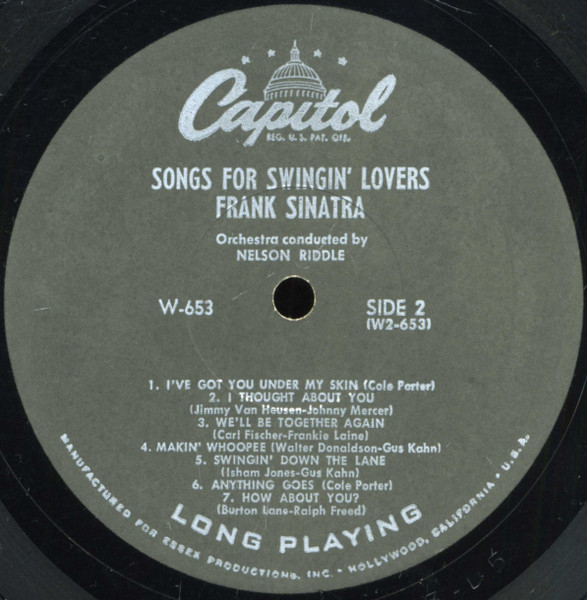 Capitol
REG. U. S. PAT. OFF.
SONGS FOR SWINGIN' LOVERS
FRANK SINATRA
Orchestra conducted by
NELSON RIDDLE
W-653
SIDE 2
(W2-653)
1. I'VE GOT YOU UNDER MY SKIN (Cole Porter)
2. I THOUGHT ABOUT YOU
(Jimmy Van Heusen-Johnny Mercer)
3. WE'LL BE TOGETHER AGAIN
(Carl Fischer-Frankie Laine)
4. MAKIN' WHOOPEE (Walter Donaldson-Gus Kahn)
5. SWINGIN' DOWN THE LANE
(Isham Jones-Gus Kahn)
6. ANYTHING GOES (Cole Porter)
7. HOW ABOUT YOU?
(Burton Lane-Ralph Freed)
LONG PLAYING
MANUFACTURED FOR ESSEX PRODUCTIONS, INC. • HOLLYWOOD, CALIFORNIA • U.S.A.